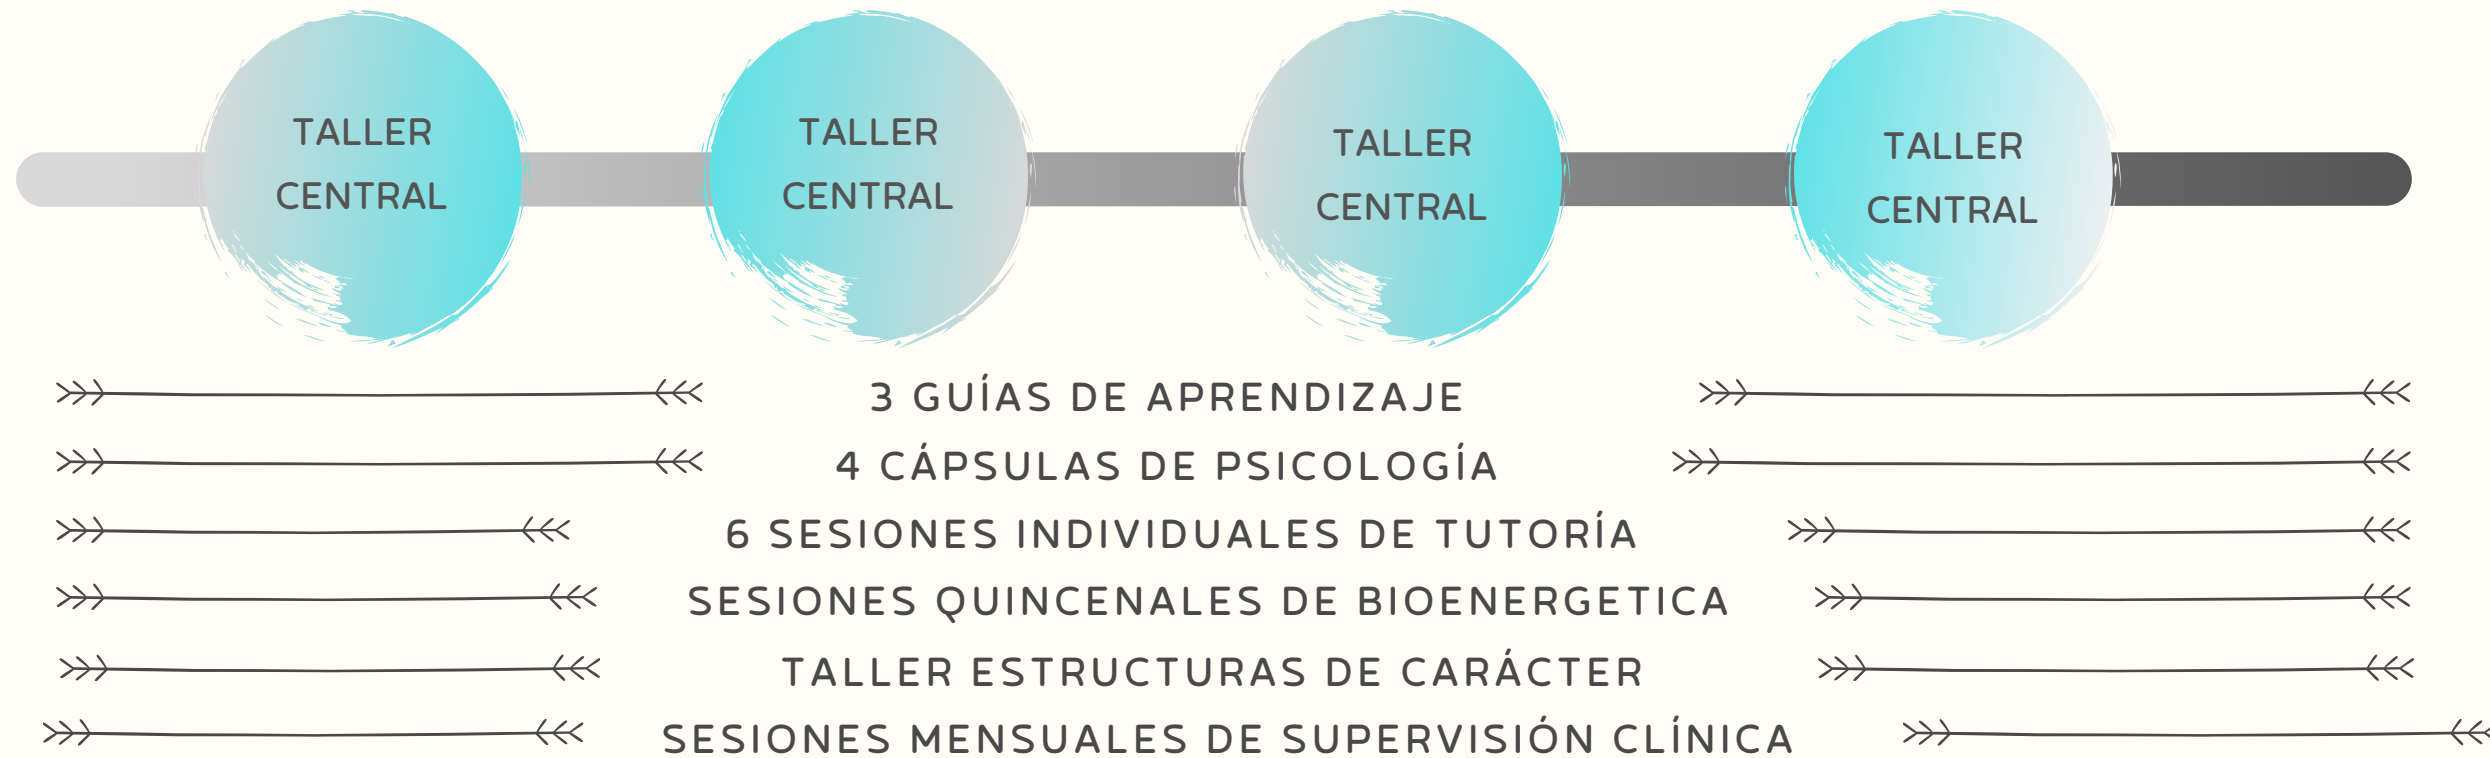 TALLER
CENTRAL
TALLER
CENTRAL
TALLER
CENTRAL
TALLER
CENTRAL
3 GUÍAS DE APRENDIZAJE
4 CÁPSULAS DE PSICOLOGÍA
6 SESIONES INDIVIDUALES DE TUTORÍA
SESIONES QUINCENALES DE BIOENERGETICA
TALLER ESTRUCTURAS DE CARÁCTER
SESIONES MENSUALES DE SUPERVISIÓN CLÍNICA